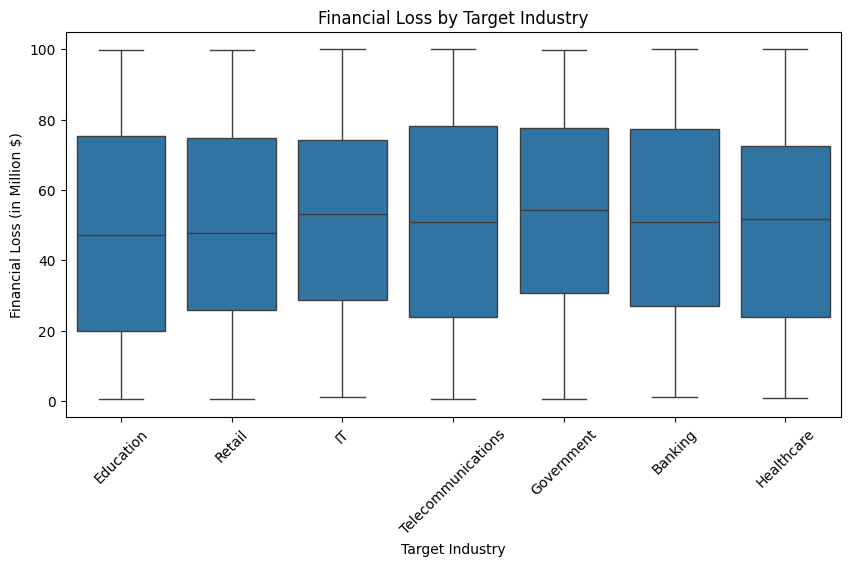 Financial Loss by Target Industry
Financial Loss (in Million $)
100
80
60
40
20
0
Education
Retail
IT
Telecommunications
Government
Banking
Healthcare
Target Industry